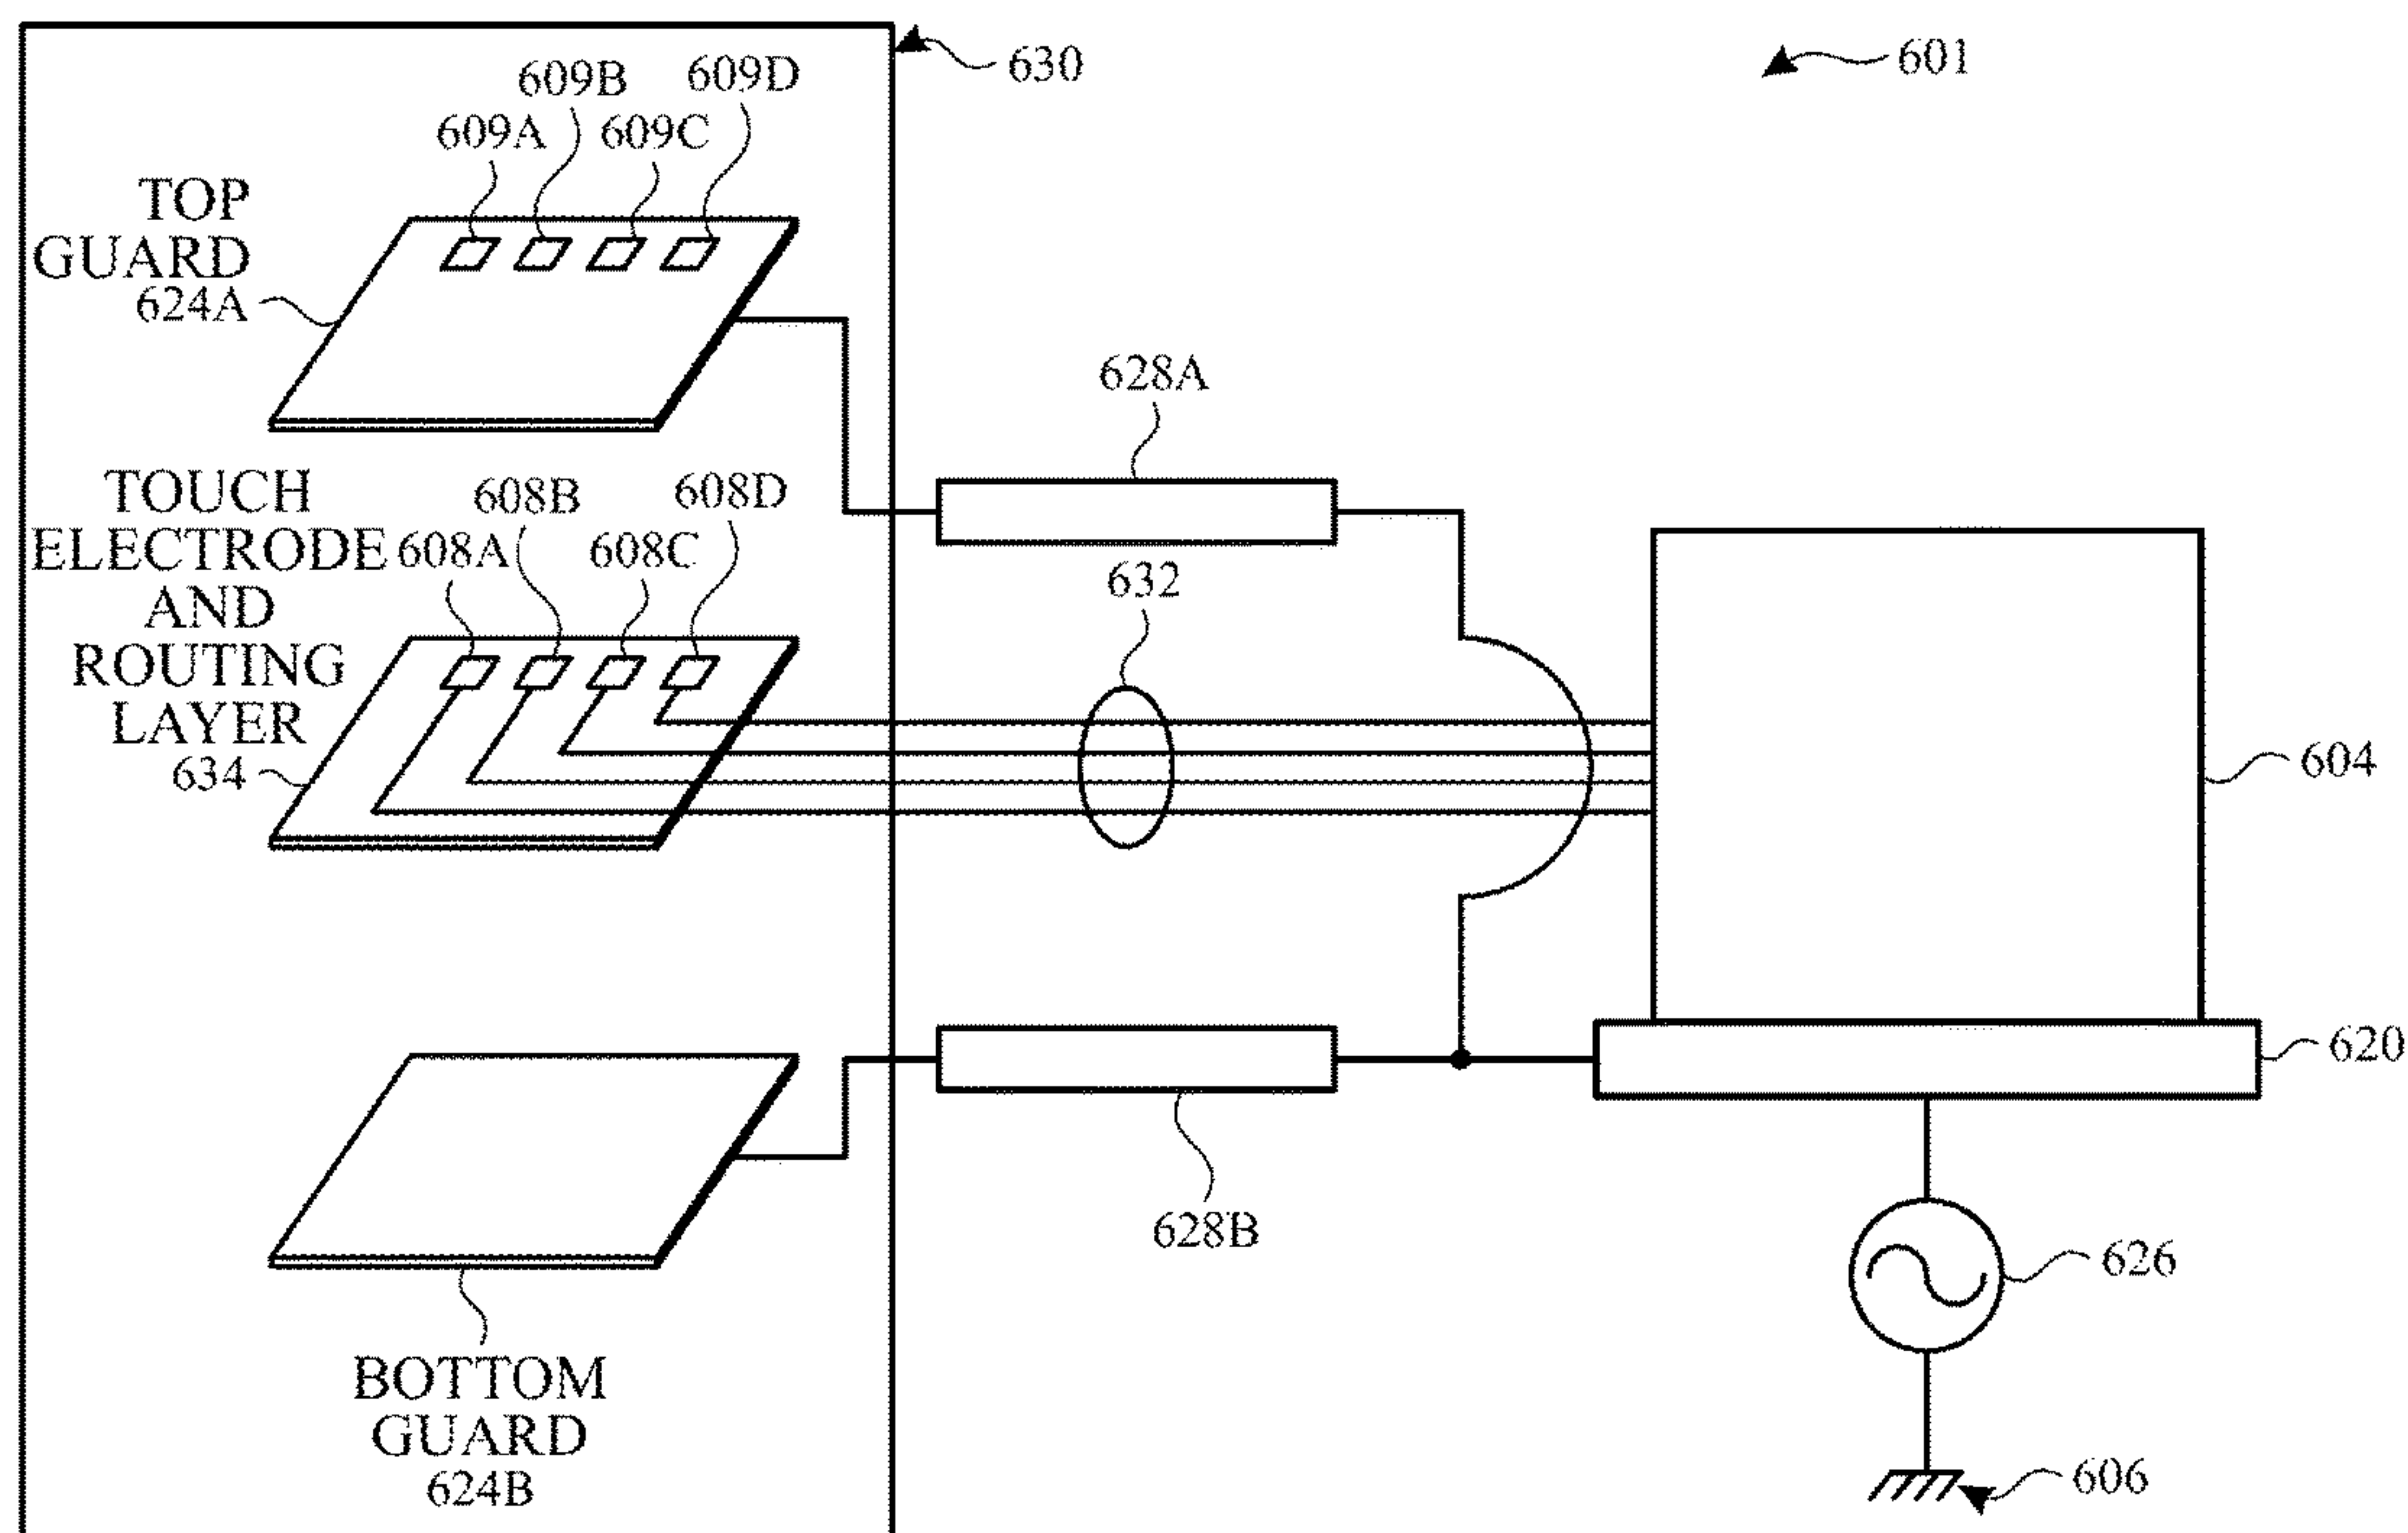 630
601
609B 609D
609A 609C
TOP
GUARD
624A
628A
TOUCH
ELECTRODE
AND
ROUTING
LAYER
634
608B 608D
608A 608C
632
604
620
628B
626
BOTTOM
GUARD
624B
606